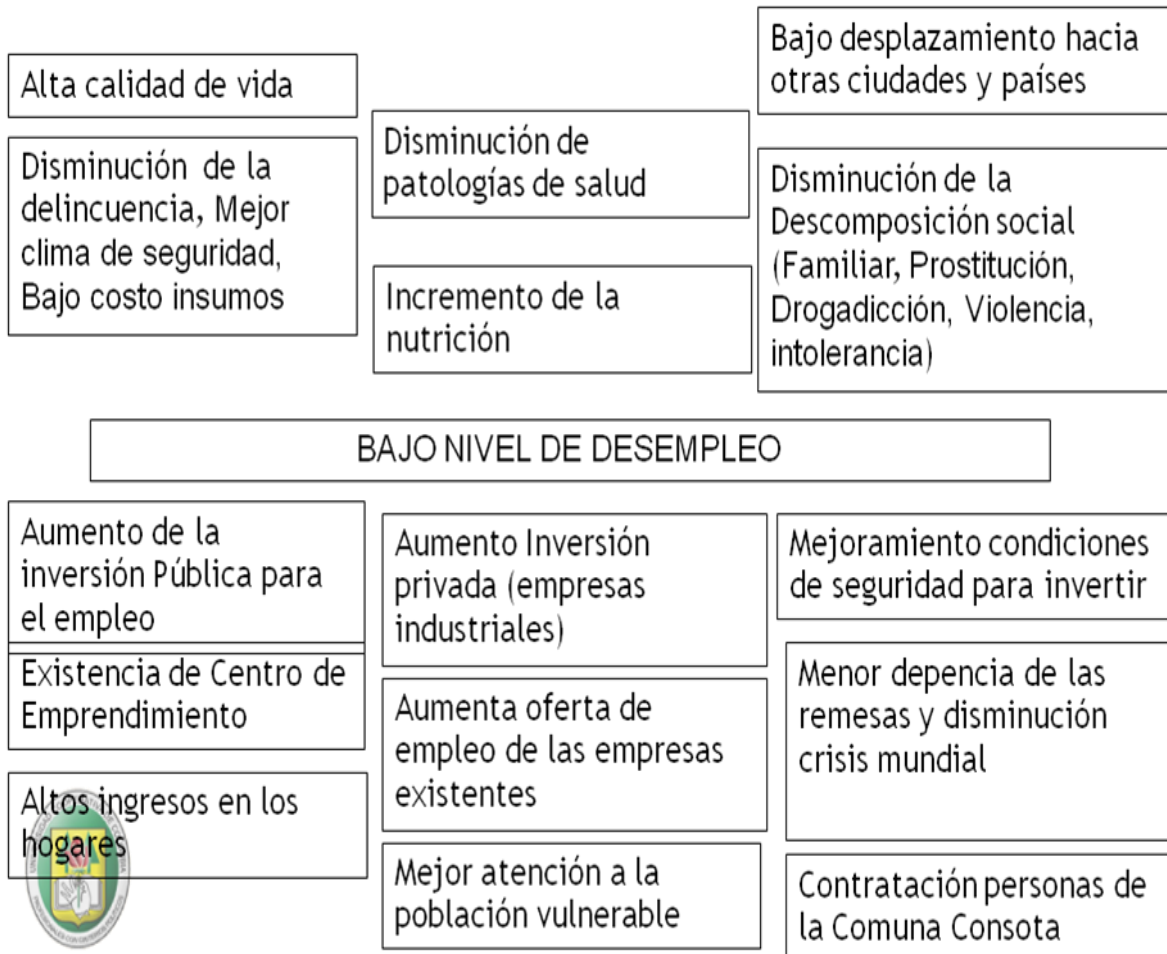 Alta calidad de vida
Disminución de la
delincuencia, Mejor
clima de seguridad,
Bajo costo insumos
Disminución de
patologías de salud
Incremento de la
nutrición
Bajo desplazamiento hacia
otras ciudades y países
Disminución de la
Descomposición social
(Familiar, Prostitución,
Drogadicción, Violencia,
intolerancia)
BAJO NIVEL DE DESEMPLEO
Aumento de la
inversión Pública para
el empleo
Existencia de Centro de
Emprendimiento
Altos ingresos en los
hogares
Aumento Inversión
privada (empresas
industriales)
Aumenta oferta de
empleo de las empresas
existentes
Mejor atención a la
población vulnerable
Mejoramiento condiciones
de seguridad para invertir
Menor depencia de las
remesas y disminución
crisis mundial
Contratación personas de
la Comuna Consota